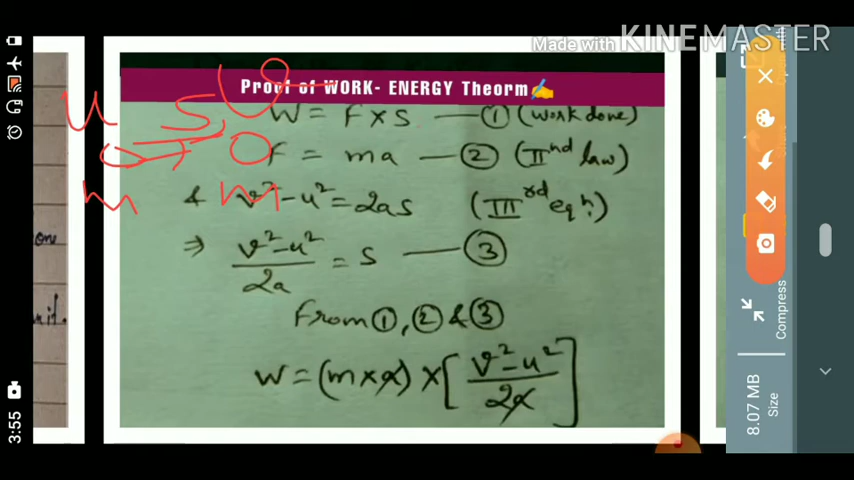 Made with KINEMASTER
Proof of WORK- ENERGY Theorm✍
W = F × S — ① (work done)
F = ma — ② (IInd law)
& v² - u² = 2as (IIIrd eqn.)
⇒ v² - u² / 2a = s — ③
from ①, ② & ③
W = (m × a) × [v² - u² / 2a]
u s v
m m
one
3:55
Compress
8.07 MB
Size